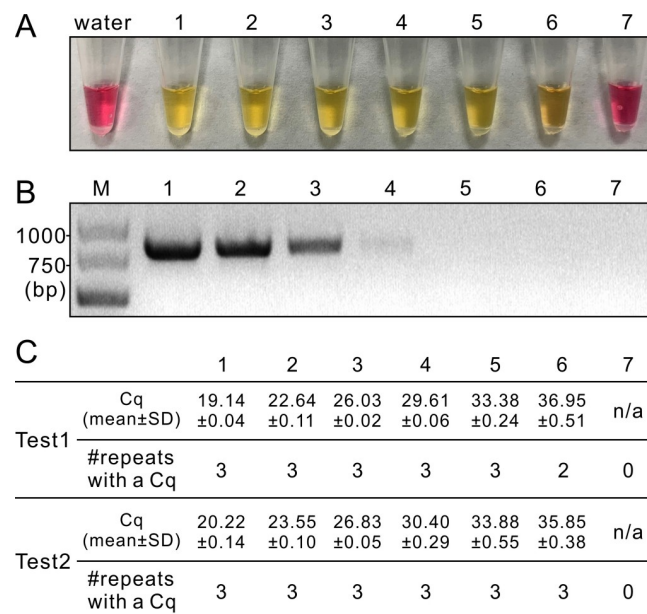 A
water 1 2 3 4 5 6 7
B
M 1 2 3 4 5 6 7
1000
750
(bp)
C
1 2 3 4 5 6 7
Test1
Cq 19.14 22.64 26.03 29.61 33.38 36.95 n/a
(mean±SD) ±0.04 ±0.11 ±0.02 ±0.06 ±0.24 ±0.51
#repeats
with a Cq 3 3 3 3 3 2 0
Test2
Cq 20.22 23.55 26.83 30.40 33.88 35.85 n/a
(mean±SD) ±0.14 ±0.10 ±0.05 ±0.29 ±0.55 ±0.38
#repeats
with a Cq 3 3 3 3 3 3 0